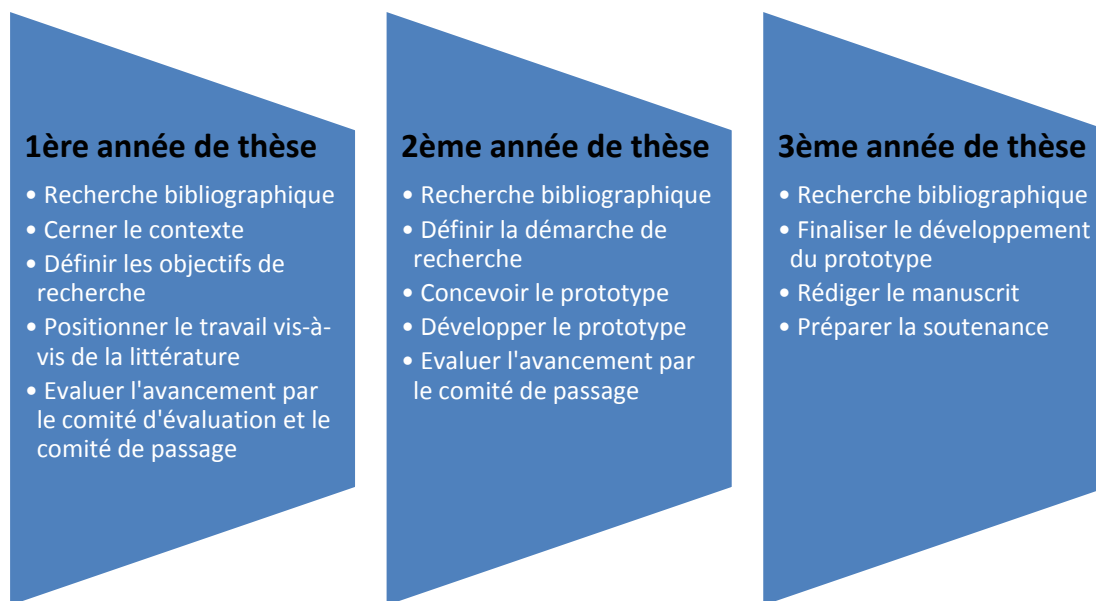 1ère année de thèse
• Recherche bibliographique
• Cerner le contexte
• Définir les objectifs de
recherche
• Positionner le travail vis-à-
vis de la littérature
• Evaluer l'avancement par
le comité d'évaluation et le
comité de passage
2ème année de thèse
• Recherche bibliographique
• Définir la démarche de
recherche
• Concevoir le prototype
• Développer le prototype
• Evaluer l'avancement par
le comité de passage
3ème année de thèse
• Recherche bibliographique
• Finaliser le développement
du prototype
• Rédiger le manuscrit
• Préparer la soutenance